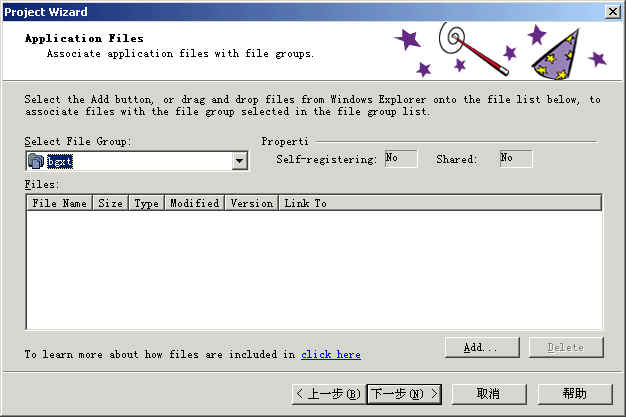 Project Wizard
Application Files
Associate application files with file groups.
Select the Add button, or drag and drop files from Windows Explorer onto the file list below, to
associate files with the file group selected in the file group list.
Select File Group:
Properti
bgxt
Self-registering: No Shared: No
Files:
File Name Size Type Modified Version Link To
Add... Delete
To learn more about how files are included in click here
< 上一步(B) 下一步(N) > 取消 帮助